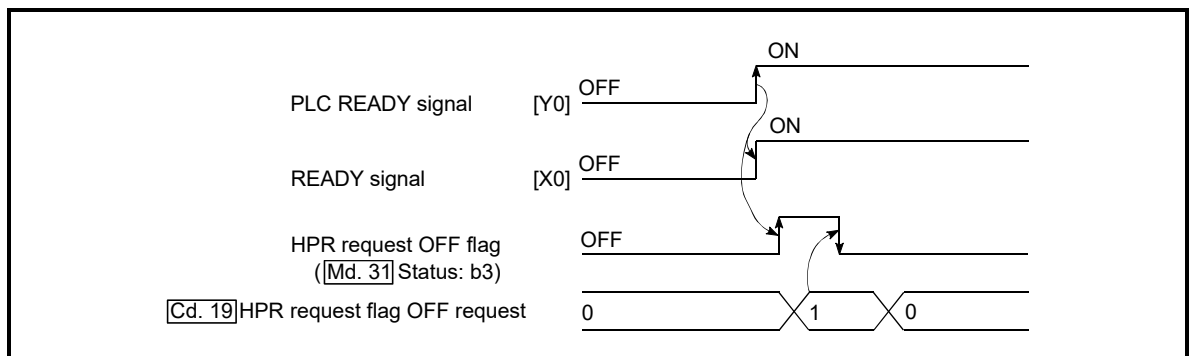 ON
PLC READY signal [Y0] OFF
ON
READY signal [X0] OFF
HPR request OFF flag OFF
(Md. 31 Status: b3)
Cd. 19 HPR request flag OFF request 0 1 0